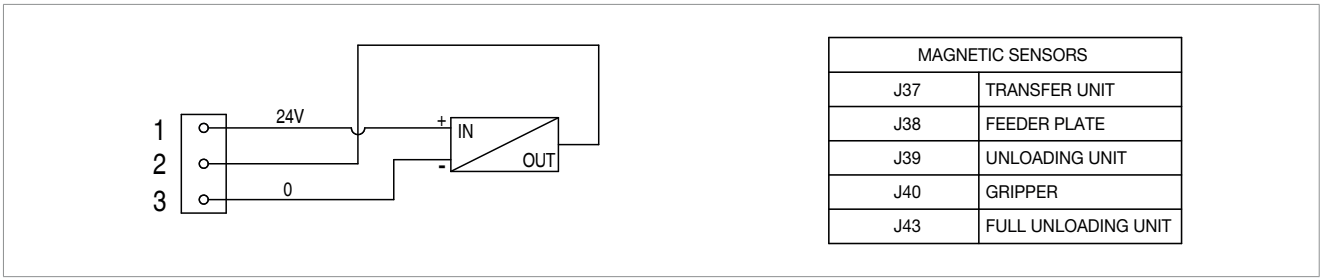 1
2
3
24V
0
+
-
IN
OUT
MAGNETIC SENSORS
J37 TRANSFER UNIT
J38 FEEDER PLATE
J39 UNLOADING UNIT
J40 GRIPPER
J43 FULL UNLOADING UNIT